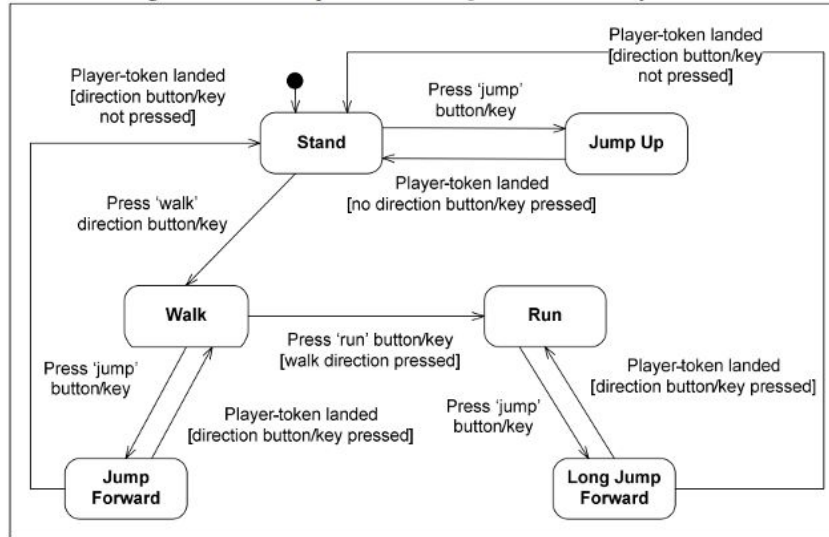 Player-token landed
[direction button/key
not pressed]
Player-token landed
[direction button/key
not pressed]
Press ‘jump’
button/key
Stand
Jump Up
Player-token landed
[no direction button/key pressed]
Press ‘walk’
direction button/key
Walk
Run
Press ‘run’ button/key
[walk direction pressed]
Press ‘jump’
button/key
Player-token landed
[direction button/key pressed]
Player-token landed
[direction button/key pressed]
Press ‘jump’
button/key
Jump
Forward
Long Jump
Forward